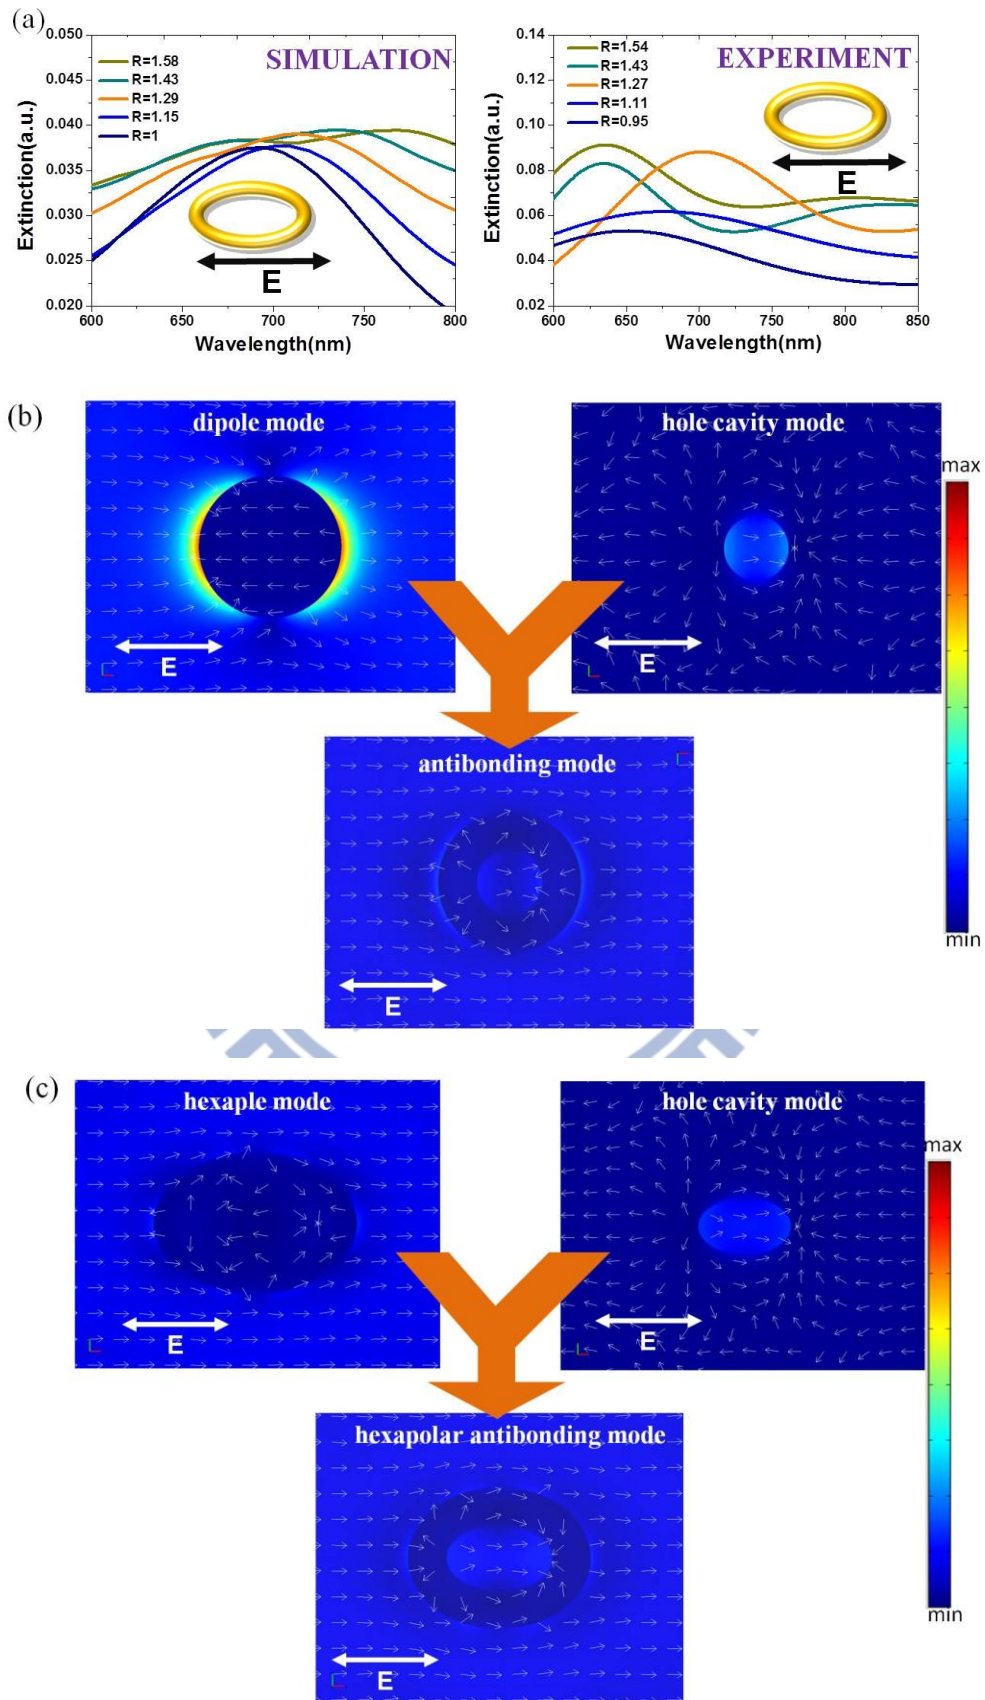 (a)
SIMULATION
R=1.58
R=1.43
R=1.29
R=1.15
R=1
Extinction(a.u.)
0.050
0.045
0.040
0.035
0.030
0.025
0.020
E
600 650 700 750 800
Wavelength(nm)
EXPERIMENT
R=1.54
R=1.43
R=1.27
R=1.11
R=0.95
Extinction(a.u.)
0.14
0.12
0.10
0.08
0.06
0.04
0.02
E
600 650 700 750 800 850
Wavelength(nm)
(b)
dipole mode
E
hole cavity mode
E
max
min
antibonding mode
E
(c)
hexaple mode
E
hole cavity mode
E
max
min
hexapolar antibonding mode
E